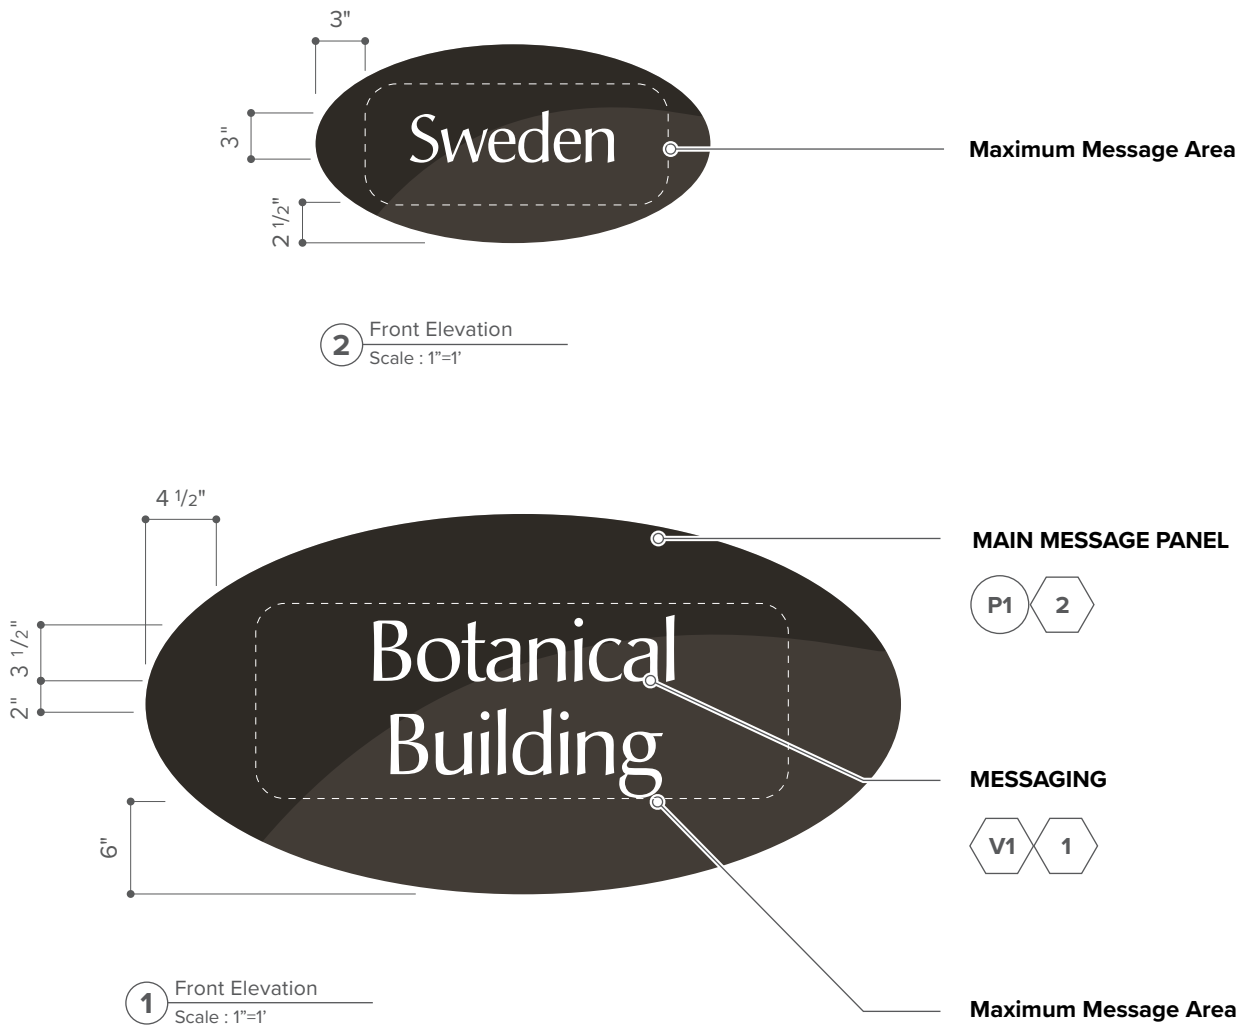 3"
3"
Sweden
Maximum Message Area
2 1/2"
2
Front Elevation
Scale : 1”=1’
4 1/2"
MAIN MESSAGE PANEL
P1 2
3 1/2"
2"
Botanical
Building
MESSAGING
V1 1
6"
1
Front Elevation
Scale : 1”=1’
Maximum Message Area